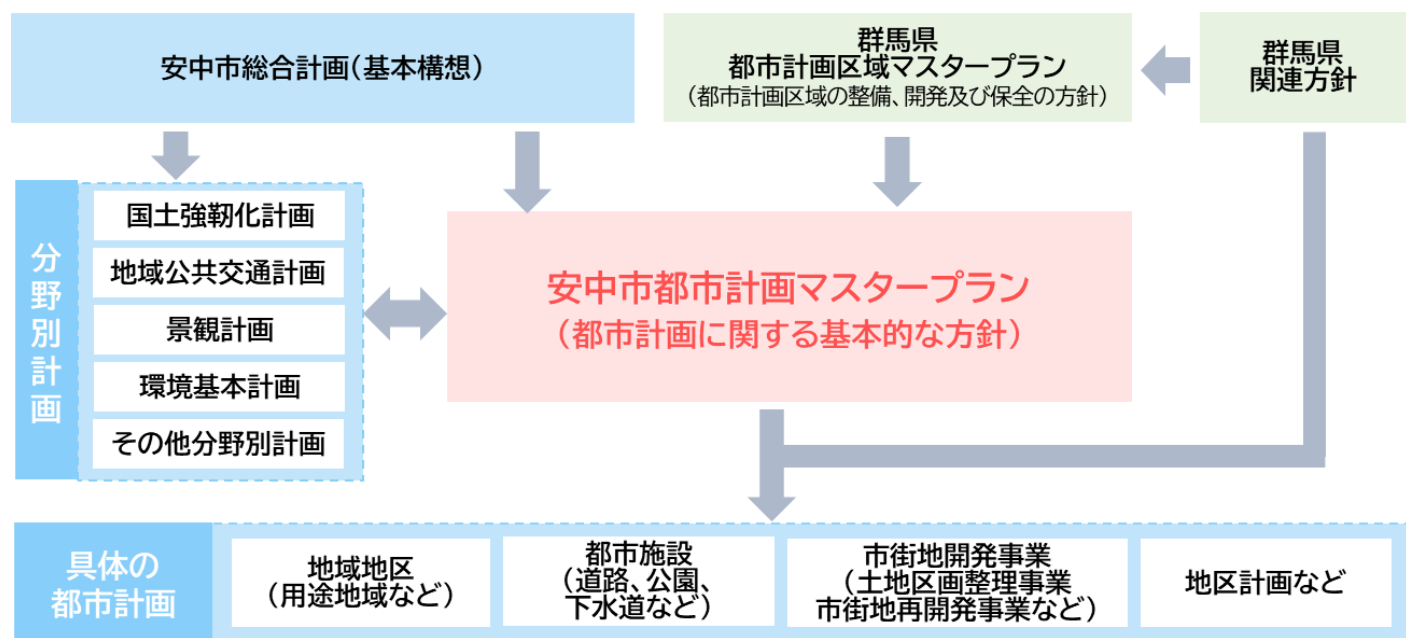 安中市総合計画（基本構想）
群馬県
都市計画区域マスタープラン
（都市計画区域の整備、開発及び保全の方針）
群馬県
関連方針
分野別計画
国土強靭化計画
地域公共交通計画
景観計画
環境基本計画
その他分野別計画
安中市都市計画マスタープラン
（都市計画に関する基本的な方針）
具体の
都市計画
地域地区
（用途地域など）
都市施設
（道路、公園、
下水道など）
市街地開発事業
（土地区画整理事業
市街地再開発事業など）
地区計画など